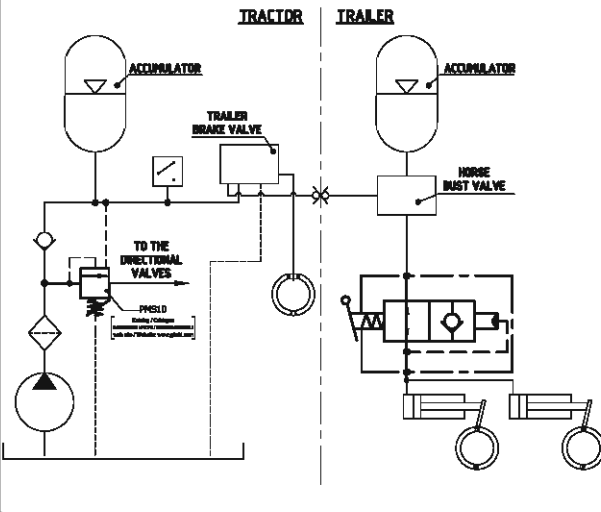 TRACTOR
TRAILER
ACCUMULATOR
ACCUMULATOR
TRAILER
BRAKE VALVE
HORSE
BUST VALVE
TO THE
DIRECTIONAL
VALVES
PMS10
Katalog / Catalogue